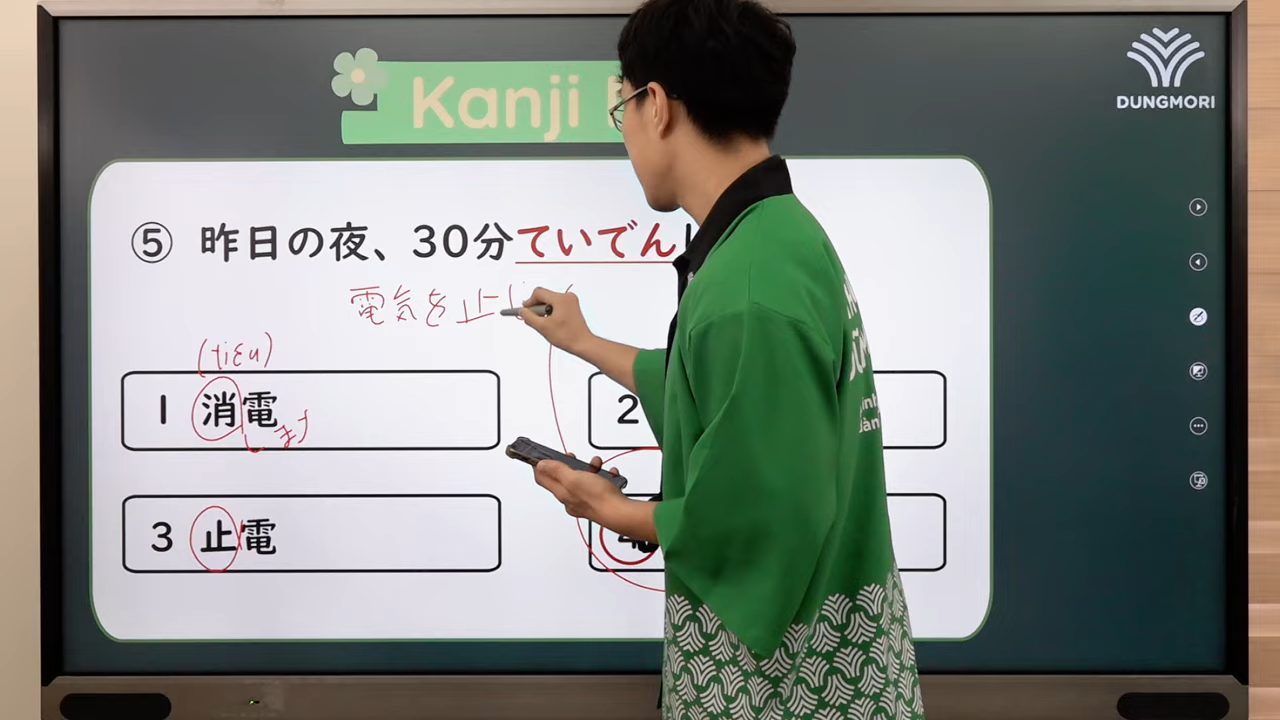 Kanji
DUNGMORI
⑤ 昨日の夜、30分ていでん
電気を止
(tiêu)
1 消電
します
2
3 止電